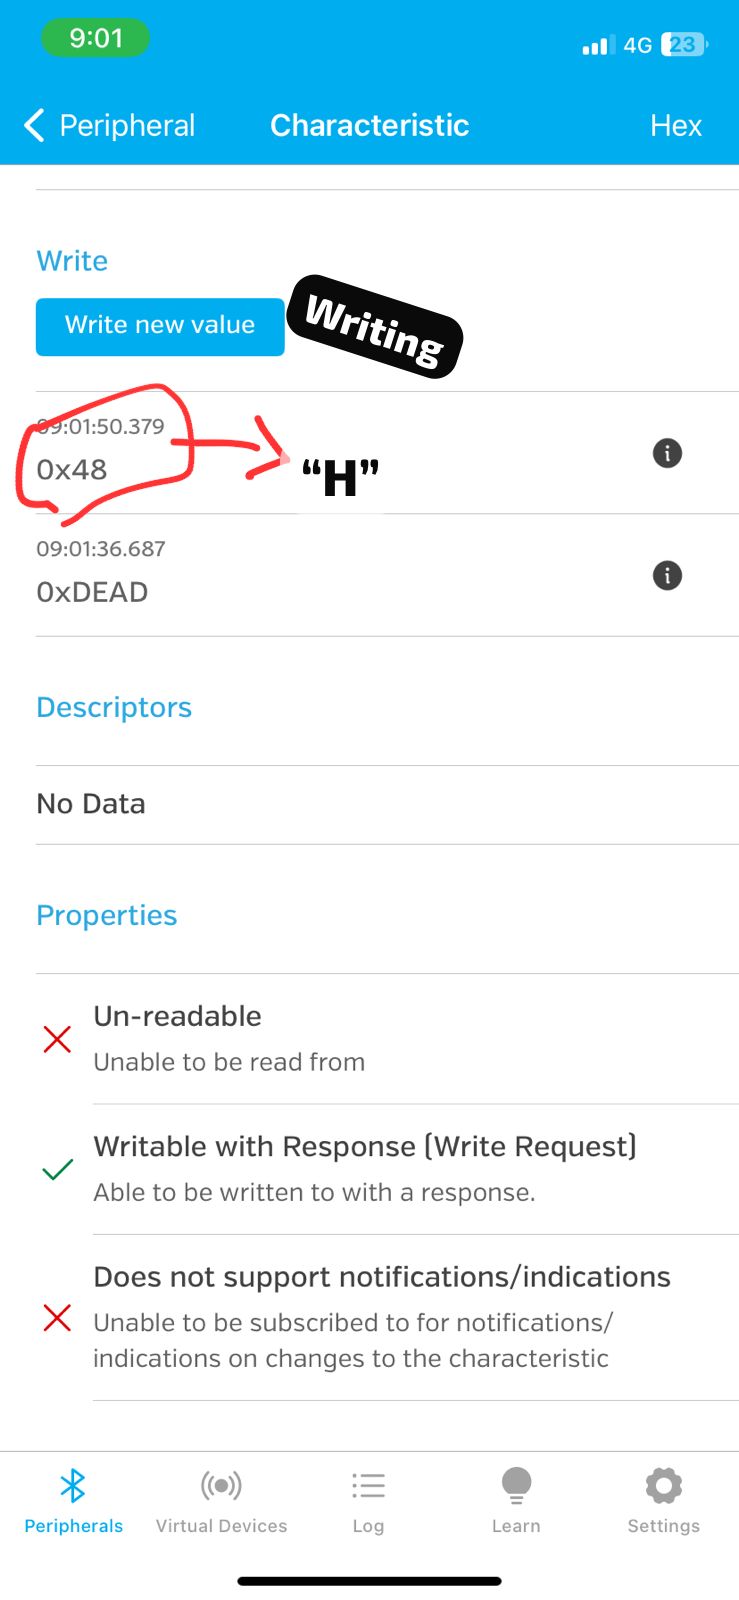 9:01
4G 23
Peripheral Characteristic Hex
Write
Write new value
Writing
09:01:50.379
0x48
“H”
09:01:36.687
0xDEAD
Descriptors
No Data
Properties
Un-readable
Unable to be read from
Writable with Response (Write Request)
Able to be written to with a response.
Does not support notifications/indications
Unable to be subscribed to for notifications/
indications on changes to the characteristic
Peripherals Virtual Devices Log Learn Settings